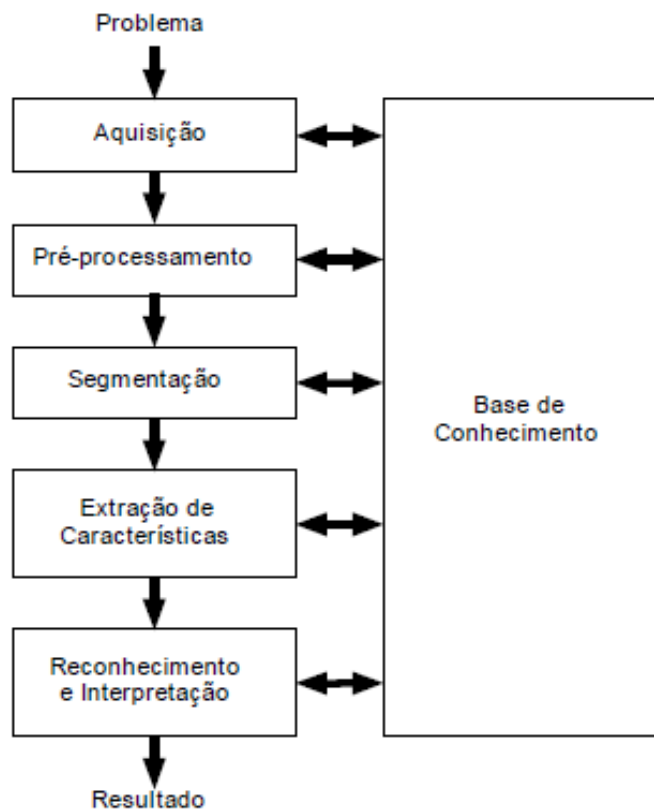 Problema
Aquisição
Pré-processamento
Segmentação
Base de
Conhecimento
Extração de
Características
Reconhecimento
e Interpretação
Resultado